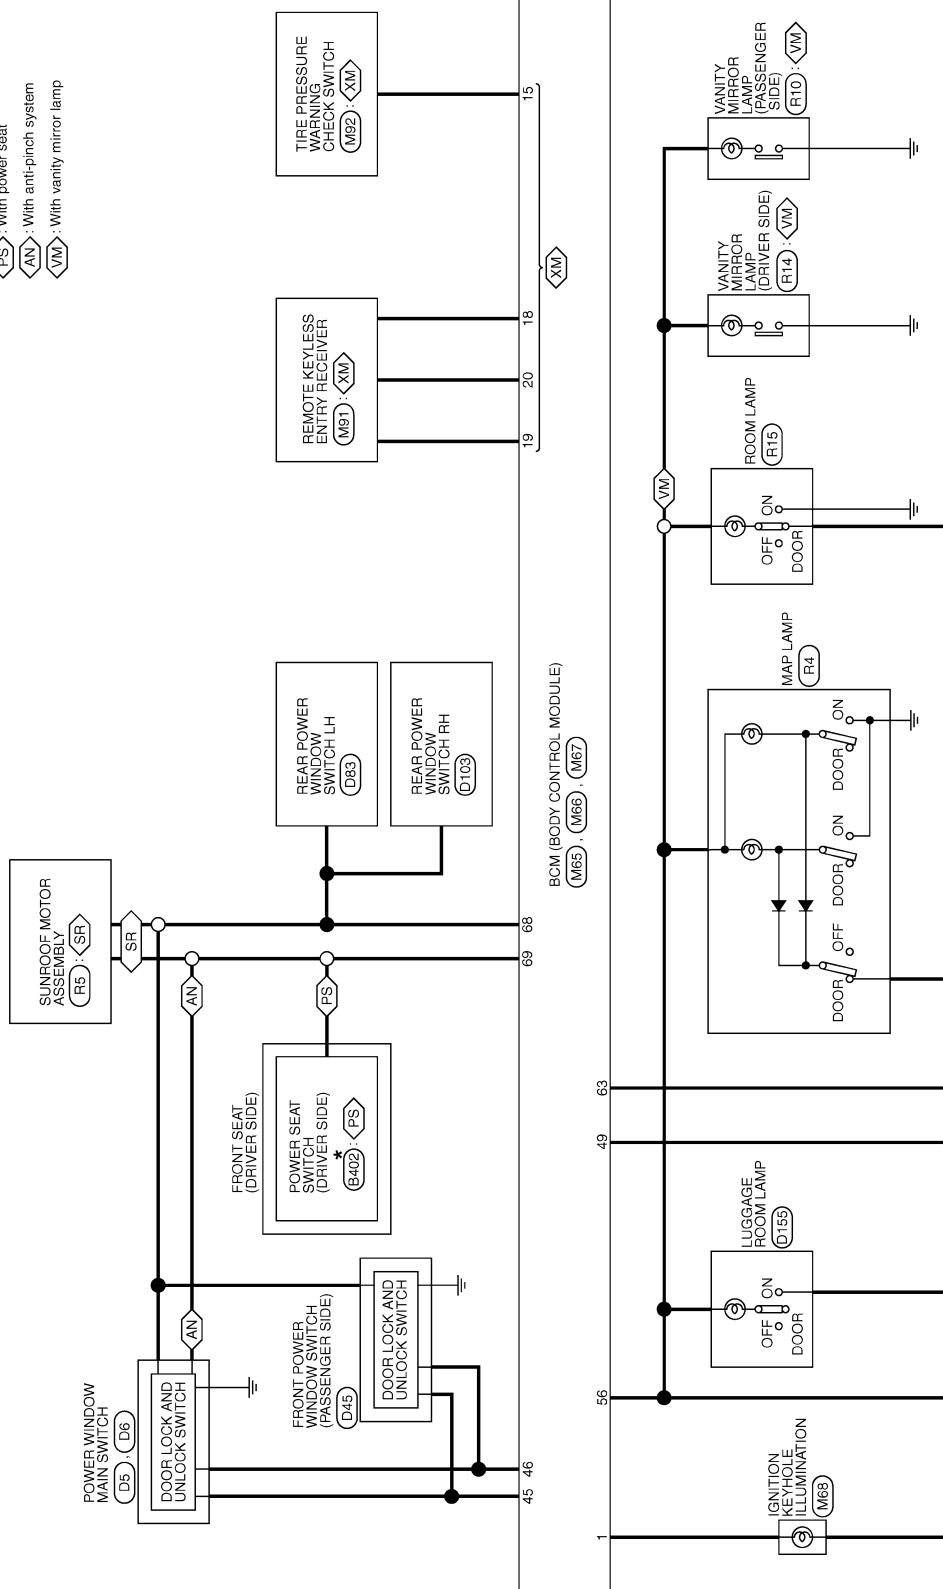 PS : With power seat
AN : With anti-pinch system
VM : With vanity mirror lamp
POWER WINDOW
MAIN SWITCH
D5 , D6
DOOR LOCK AND
UNLOCK SWITCH
AN
FRONT POWER
WINDOW SWITCH
(PASSENGER SIDE)
D45
DOOR LOCK AND
UNLOCK SWITCH
FRONT SEAT
(DRIVER SIDE)
POWER SEAT
SWITCH
(DRIVER SIDE)
*
B402 : PS
SUNROOF MOTOR
ASSEMBLY
R5 : SR
SR
AN
PS
REAR POWER
WINDOW
SWITCH LH
D83
REAR POWER
WINDOW
SWITCH RH
D103
REMOTE KEYLESS
ENTRY RECEIVER
M91 : XM
TIRE PRESSURE
WARNING
CHECK SWITCH
M92 : XM
45
46
69
68
19
20
18
15
XM
BCM (BODY CONTROL MODULE)
M65 , M66 , M67
1
56
49
63
IGNITION
KEYHOLE
ILLUMINATION
M68
LUGGAGE
ROOM LAMP
D155
OFF
ON
DOOR
MAP LAMP
R4
DOOR
OFF
DOOR
ON
DOOR
ON
VM
ROOM LAMP
R15
OFF
ON
DOOR
VANITY
MIRROR
LAMP
(DRIVER SIDE)
R14 : VM
VANITY
MIRROR
LAMP
(PASSENGER
SIDE)
R10 : VM